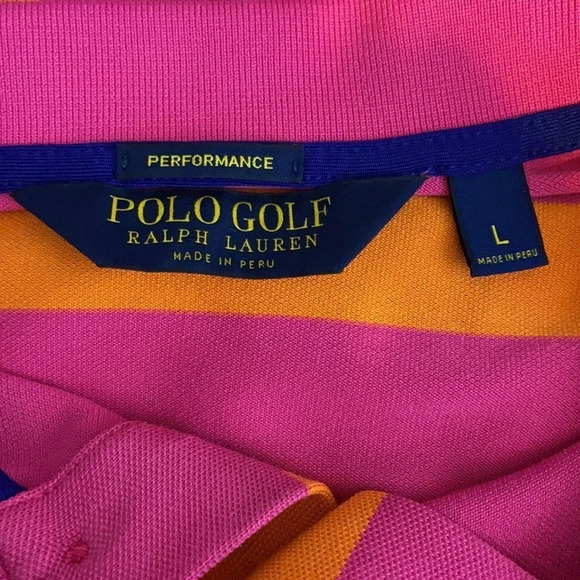 PERFORMANCE
POLO GOLF
RALPH LAUREN
MADE IN PERU
L
MADE IN PERU